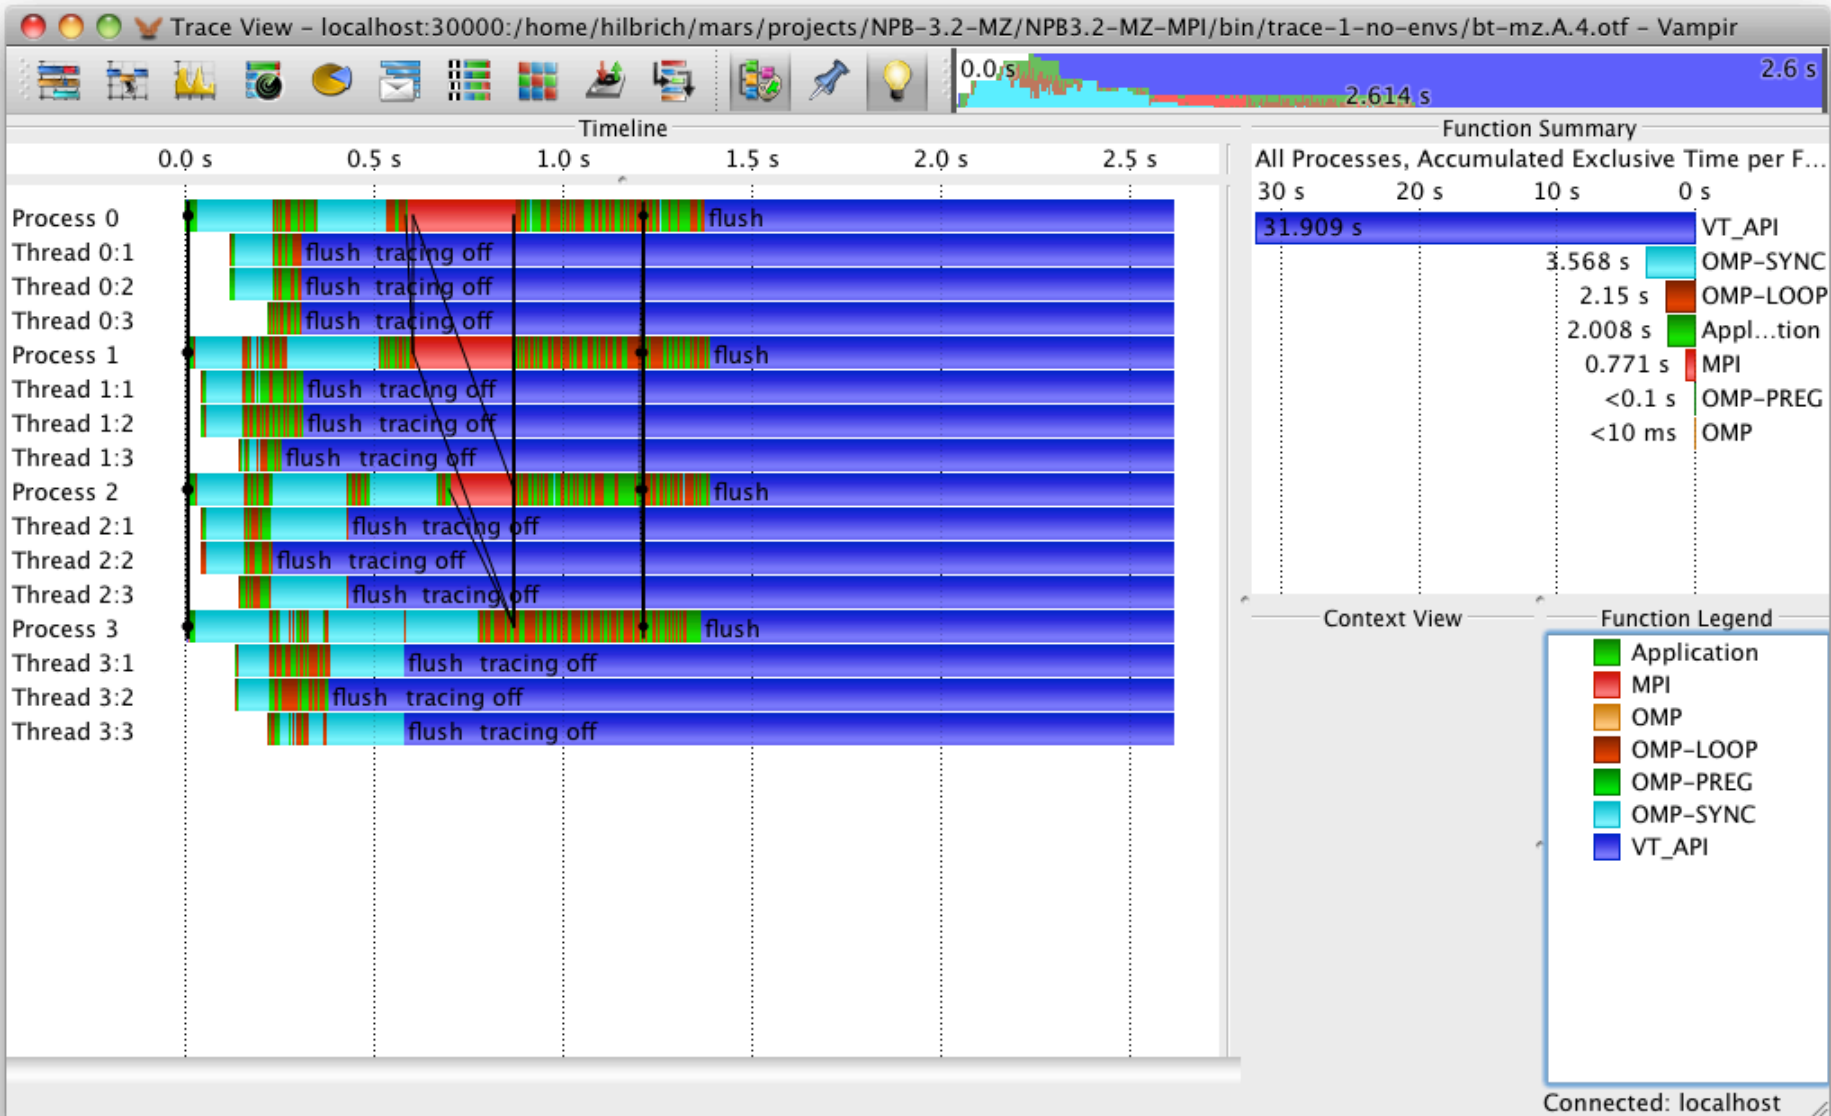 Trace View – localhost:30000:/home/hilbrich/mars/projects/NPB-3.2-MZ/NPB3.2-MZ-MPI/bin/trace-1-no-envs/bt-mz.A.4.otf – Vampir
0.0 s 2.6 s
2.614 s
Timeline
0.0 s 0.5 s 1.0 s 1.5 s 2.0 s 2.5 s
Process 0 flush
Thread 0:1 flush tracing off
Thread 0:2 flush tracing off
Thread 0:3 flush tracing off
Process 1 flush
Thread 1:1 flush tracing off
Thread 1:2 flush tracing off
Thread 1:3 flush tracing off
Process 2 flush
Thread 2:1 flush tracing off
Thread 2:2 flush tracing off
Thread 2:3 flush tracing off
Process 3 flush
Thread 3:1 flush tracing off
Thread 3:2 flush tracing off
Thread 3:3 flush tracing off
Function Summary
All Processes, Accumulated Exclusive Time per F...
30 s 20 s 10 s 0 s
31.909 s VT_API
3.568 s OMP-SYNC
2.15 s OMP-LOOP
2.008 s Appl...tion
0.771 s MPI
<0.1 s OMP-PREG
<10 ms OMP
Context View
Function Legend
Application
MPI
OMP
OMP-LOOP
OMP-PREG
OMP-SYNC
VT_API
Connected: localhost